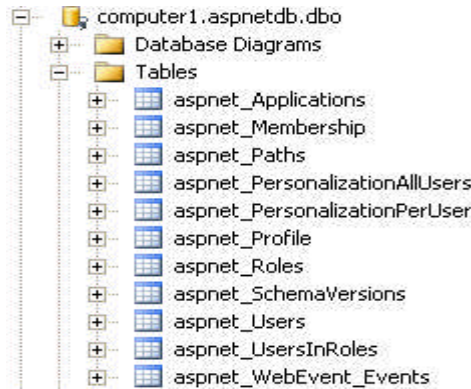 computer1.aspnetdb.dbo
Database Diagrams
Tables
aspnet_Applications
aspnet_Membership
aspnet_Paths
aspnet_PersonalizationAllUsers
aspnet_PersonalizationPerUser
aspnet_Profile
aspnet_Roles
aspnet_SchemaVersions
aspnet_Users
aspnet_UsersInRoles
aspnet_WebEvent_Events